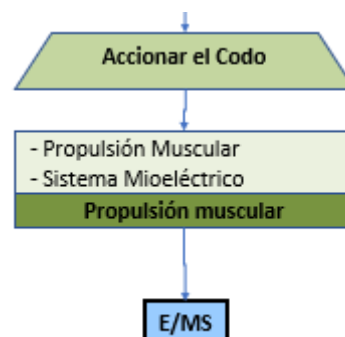 Accionar el Codo
- Propulsión Muscular
- Sistema Mioeléctrico
Propulsión muscular
E/MS